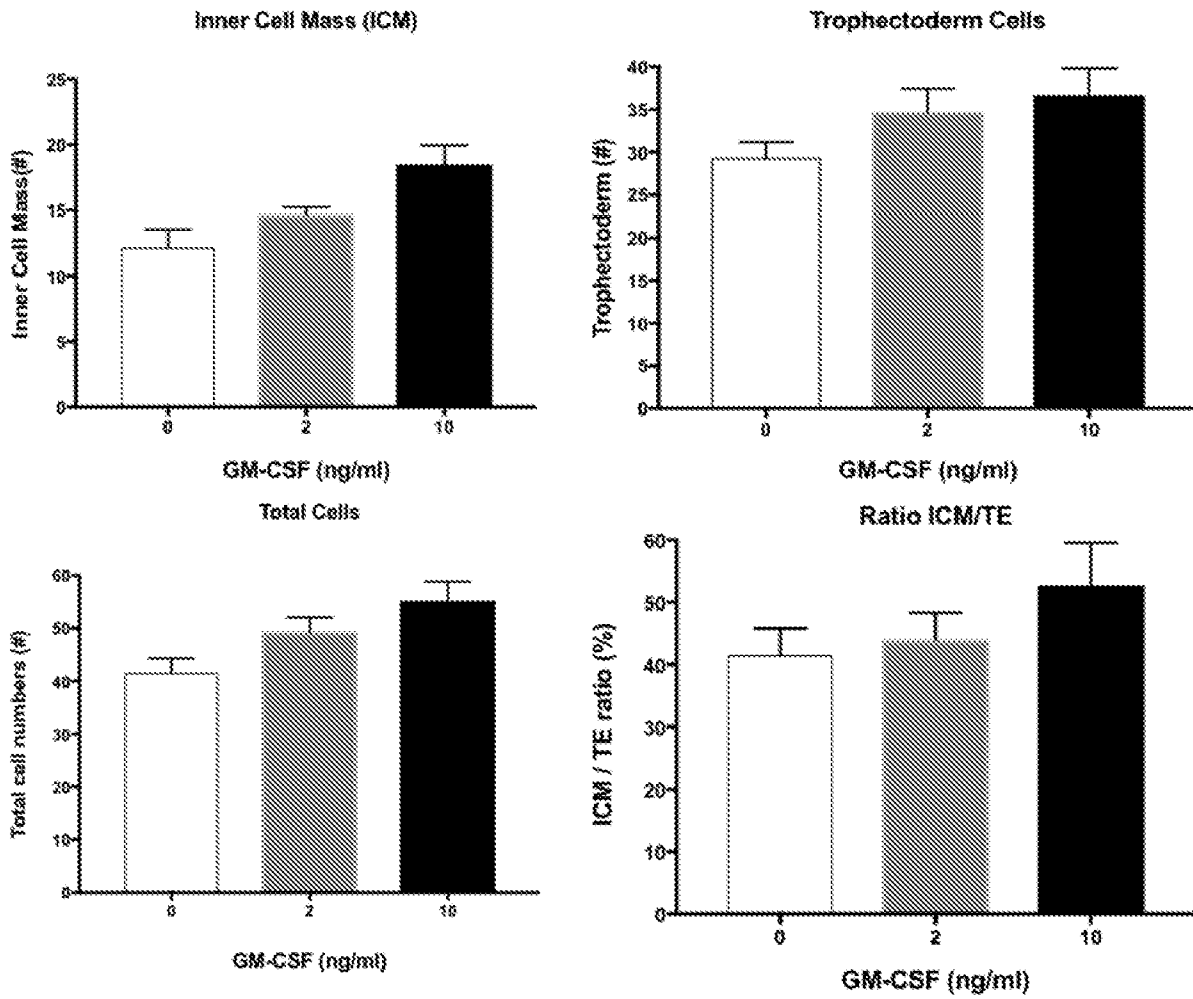 Inner Cell Mass (ICM)
Inner Cell Mass(#)
25
20
15
10
5
0
0 2 10
GM-CSF (ng/ml)
Trophectoderm Cells
Trophectoderm (#)
40
35
30
25
20
15
10
5
0
0 2 10
GM-CSF (ng/ml)
Total Cells
Total cell numbers (#)
60
50
40
30
20
10
0
0 2 10
GM-CSF (ng/ml)
Ratio ICM/TE
ICM / TE ratio (%)
60
50
40
30
20
10
0
0 2 10
GM-CSF (ng/ml)